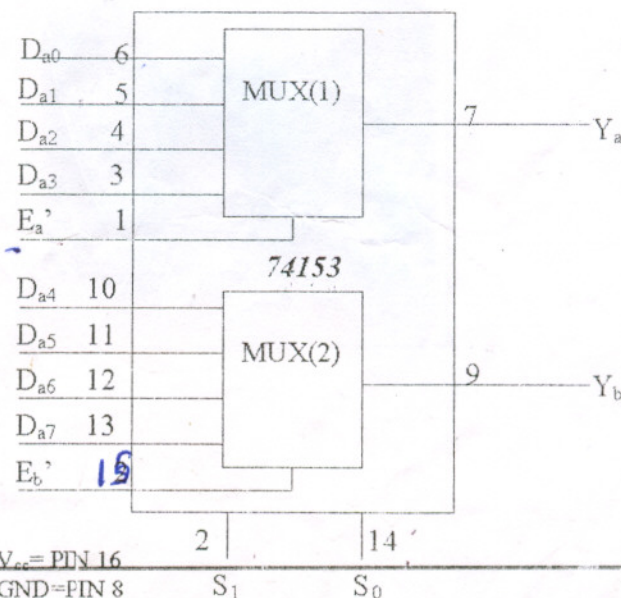 Da0 6
Da1 5
Da2 4
Da3 3
Ea' 1
MUX(1)
7 Ya
74153
Da4 10
Da5 11
Da6 12
Da7 13
Eb' 15
MUX(2)
9 Yb
2 14
Vcc= PIN 16
GND=PIN 8 S1 S0